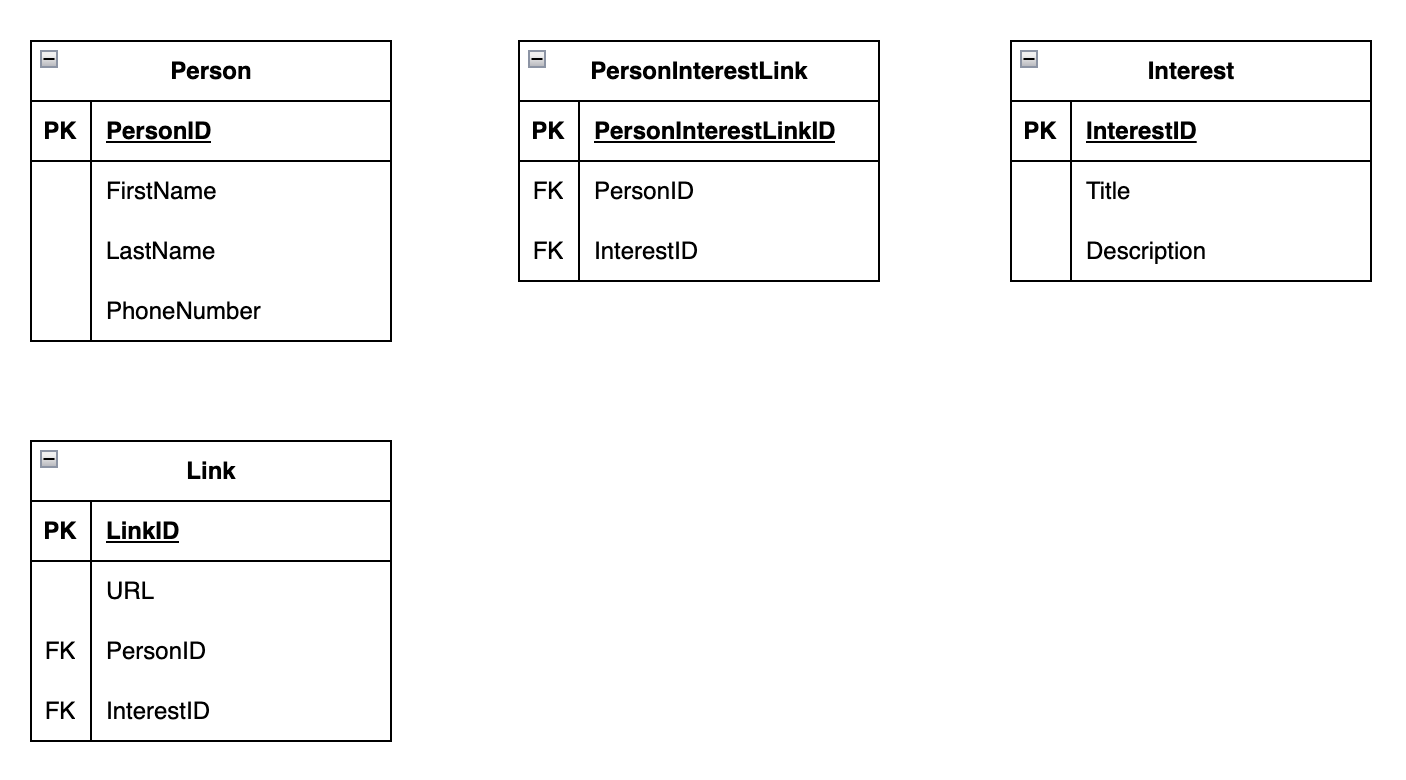 Person
PK PersonID
FirstName
LastName
PhoneNumber
PersonInterestLink
PK PersonInterestLinkID
FK PersonID
FK InterestID
Interest
PK InterestID
Title
Description
Link
PK LinkID
URL
FK PersonID
FK InterestID